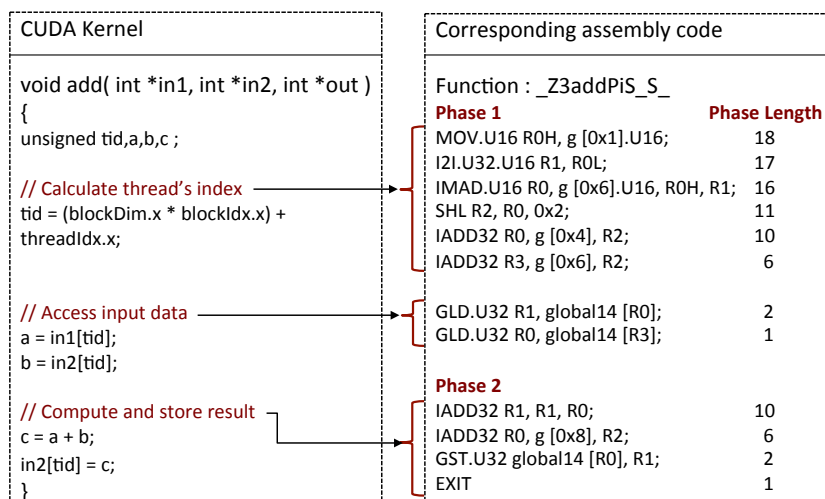 CUDA Kernel
void add( int *in1, int *in2, int *out )
{
unsigned tid,a,b,c ;
// Calculate thread's index
tid = (blockDim.x * blockIdx.x) +
threadIdx.x;
// Access input data
a = in1[tid];
b = in2[tid];
// Compute and store result
c = a + b;
in2[tid] = c;
}
Corresponding assembly code
Function : _Z3addPiS_S_
Phase 1 Phase Length
MOV.U16 R0H, g [0x1].U16; 18
I2I.U32.U16 R1, R0L; 17
IMAD.U16 R0, g [0x6].U16, R0H, R1; 16
SHL R2, R0, 0x2; 11
IADD32 R0, g [0x4], R2; 10
IADD32 R3, g [0x6], R2; 6
GLD.U32 R1, global14 [R0]; 2
GLD.U32 R0, global14 [R3]; 1
Phase 2
IADD32 R1, R1, R0; 10
IADD32 R0, g [0x8], R2; 6
GST.U32 global14 [R0], R1; 2
EXIT 1